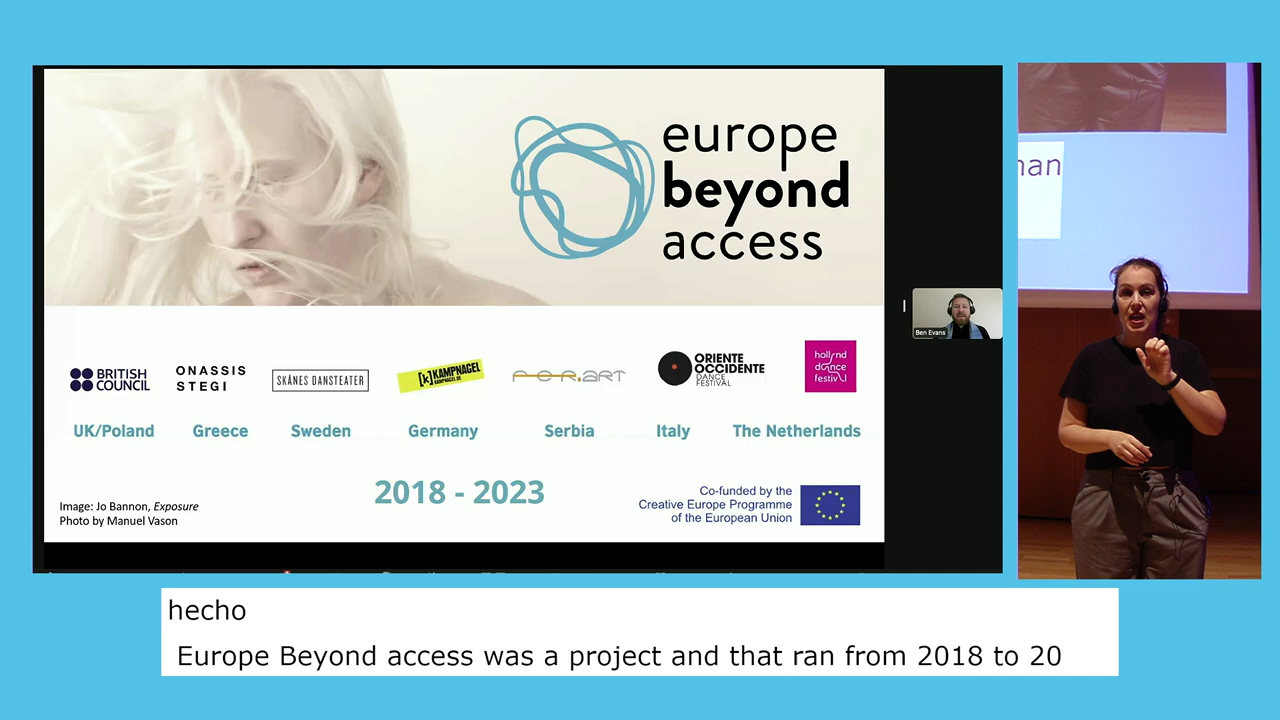 europe
beyond
access
BRITISH
COUNCIL
ONASSIS
STEGI
SKÅNES DANSTEATER
[k]KAMPNAGEL
KAMPNAGEL.DE
PER.ART
ORIENTE
OCCIDENTE
DANCE
FESTIVAL
holland
dance
festival
UK/Poland
Greece
Sweden
Germany
Serbia
Italy
The Netherlands
2018 - 2023
Image: Jo Bannon, Exposure
Photo by Manuel Vason
Co-funded by the
Creative Europe Programme
of the European Union
Ben Evans
nan
hecho
Europe Beyond access was a project and that ran from 2018 to 20